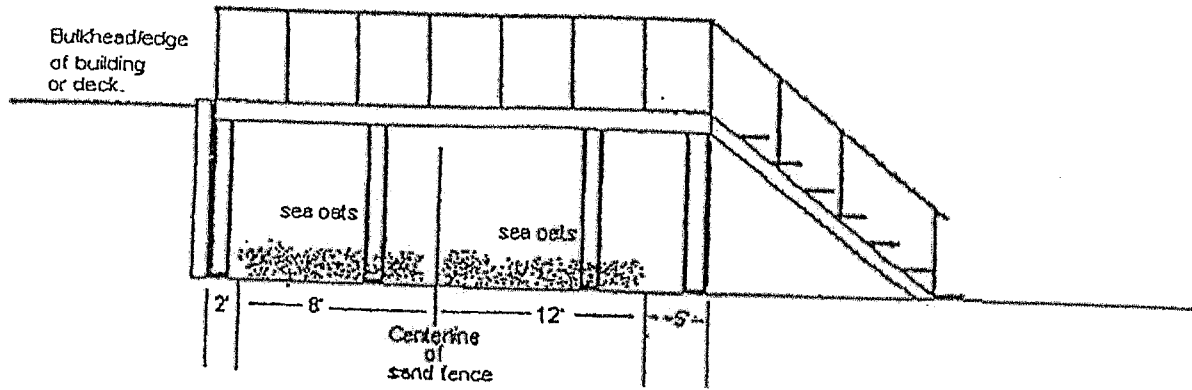 Bulkhead/edge
of building
or deck.
sea oats
sea oats
2'
8'
12'
5'
Centerline
of
sand fence